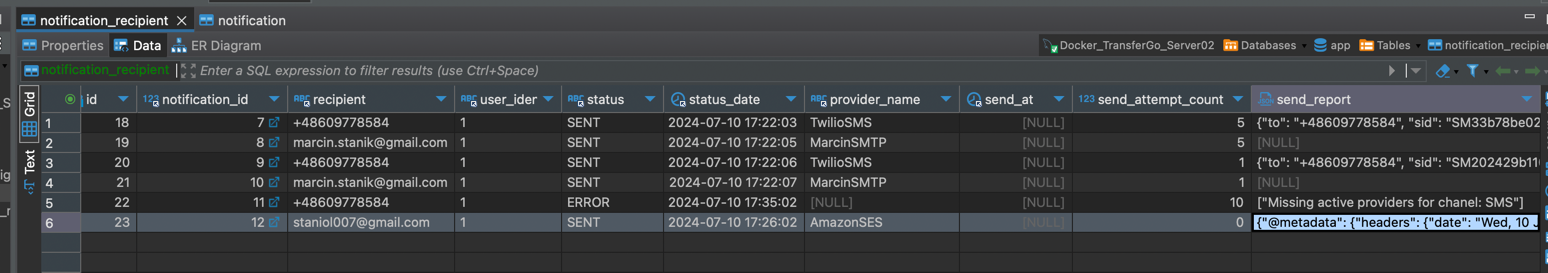 notification_recipient notification
Properties Data ER Diagram Docker_TransferGo_Server02 Databases app Tables notification_recipie
notification_recipient Enter a SQL expression to filter results (use Ctrl+Space)
Grid
Text
id 123 notification_id recipient user_ider status status_date provider_name send_at 123 send_attempt_count send_report
1 18 7 +48609778584 1 SENT 2024-07-10 17:22:03 TwilioSMS [NULL] 5 {"to": "+48609778584", "sid": "SM33b78be02
2 19 8 marcin.stanik@gmail.com 1 SENT 2024-07-10 17:22:05 MarcinSMTP [NULL] 5 [NULL]
3 20 9 +48609778584 1 SENT 2024-07-10 17:22:06 TwilioSMS [NULL] 1 {"to": "+48609778584", "sid": "SM202429b11
4 21 10 marcin.stanik@gmail.com 1 SENT 2024-07-10 17:22:07 MarcinSMTP [NULL] 1 [NULL]
5 22 11 +48609778584 1 ERROR 2024-07-10 17:35:02 [NULL] [NULL] 10 ["Missing active providers for chanel: SMS"]
6 23 12 staniol007@gmail.com 1 SENT 2024-07-10 17:26:02 AmazonSES [NULL] 0 {"@metadata": {"headers": {"date": "Wed, 10 J